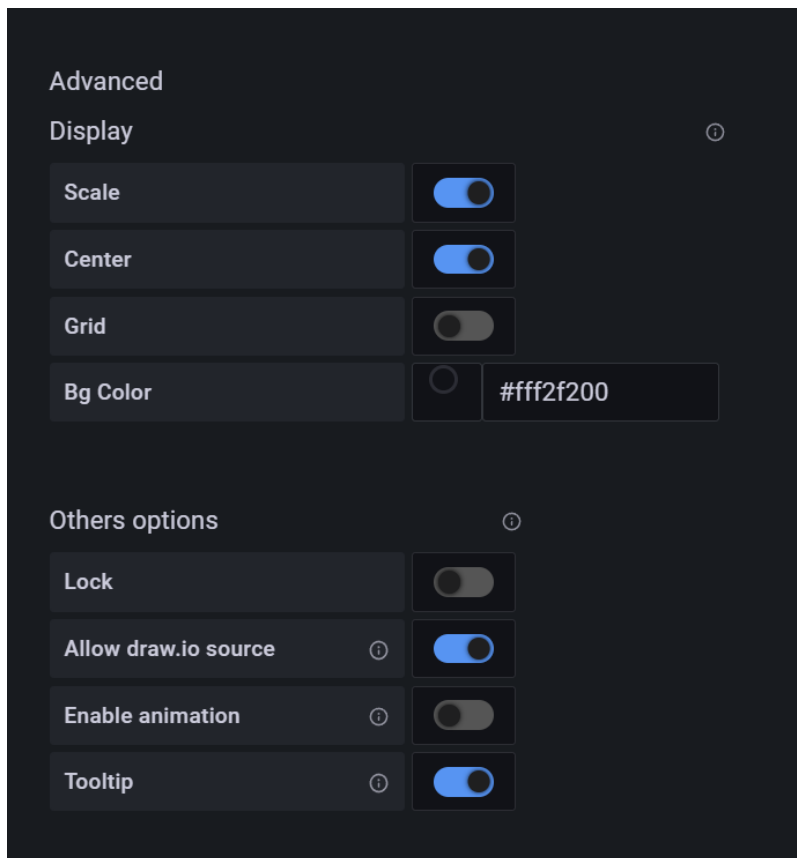 Advanced
Display
Scale
Center
Grid
Bg Color #fff2f200
Others options
Lock
Allow draw.io source
Enable animation
Tooltip